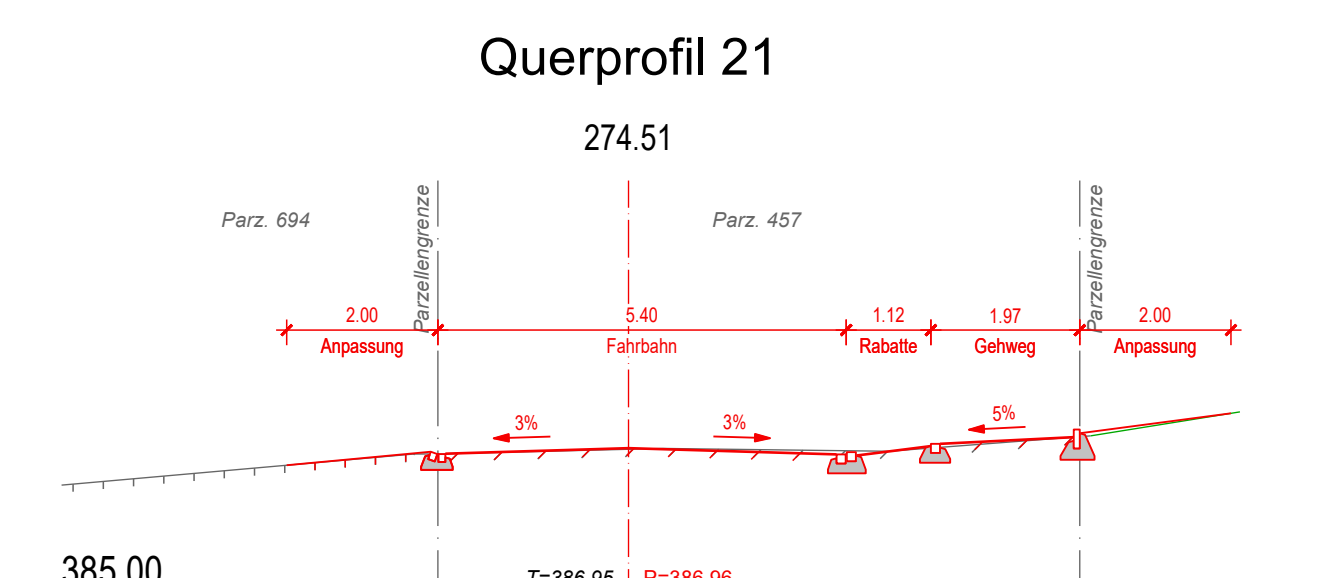 Querprofil 21
274.51
Parz. 694
Parzellengrenze
Parz. 457
Parzellengrenze
2.00
5.40
1.12
1.97
2.00
Anpassung
Fahrbahn
Rabatte
Gehweg
Anpassung
3%
3%
5%
385.00
T=386.95
P=386.96